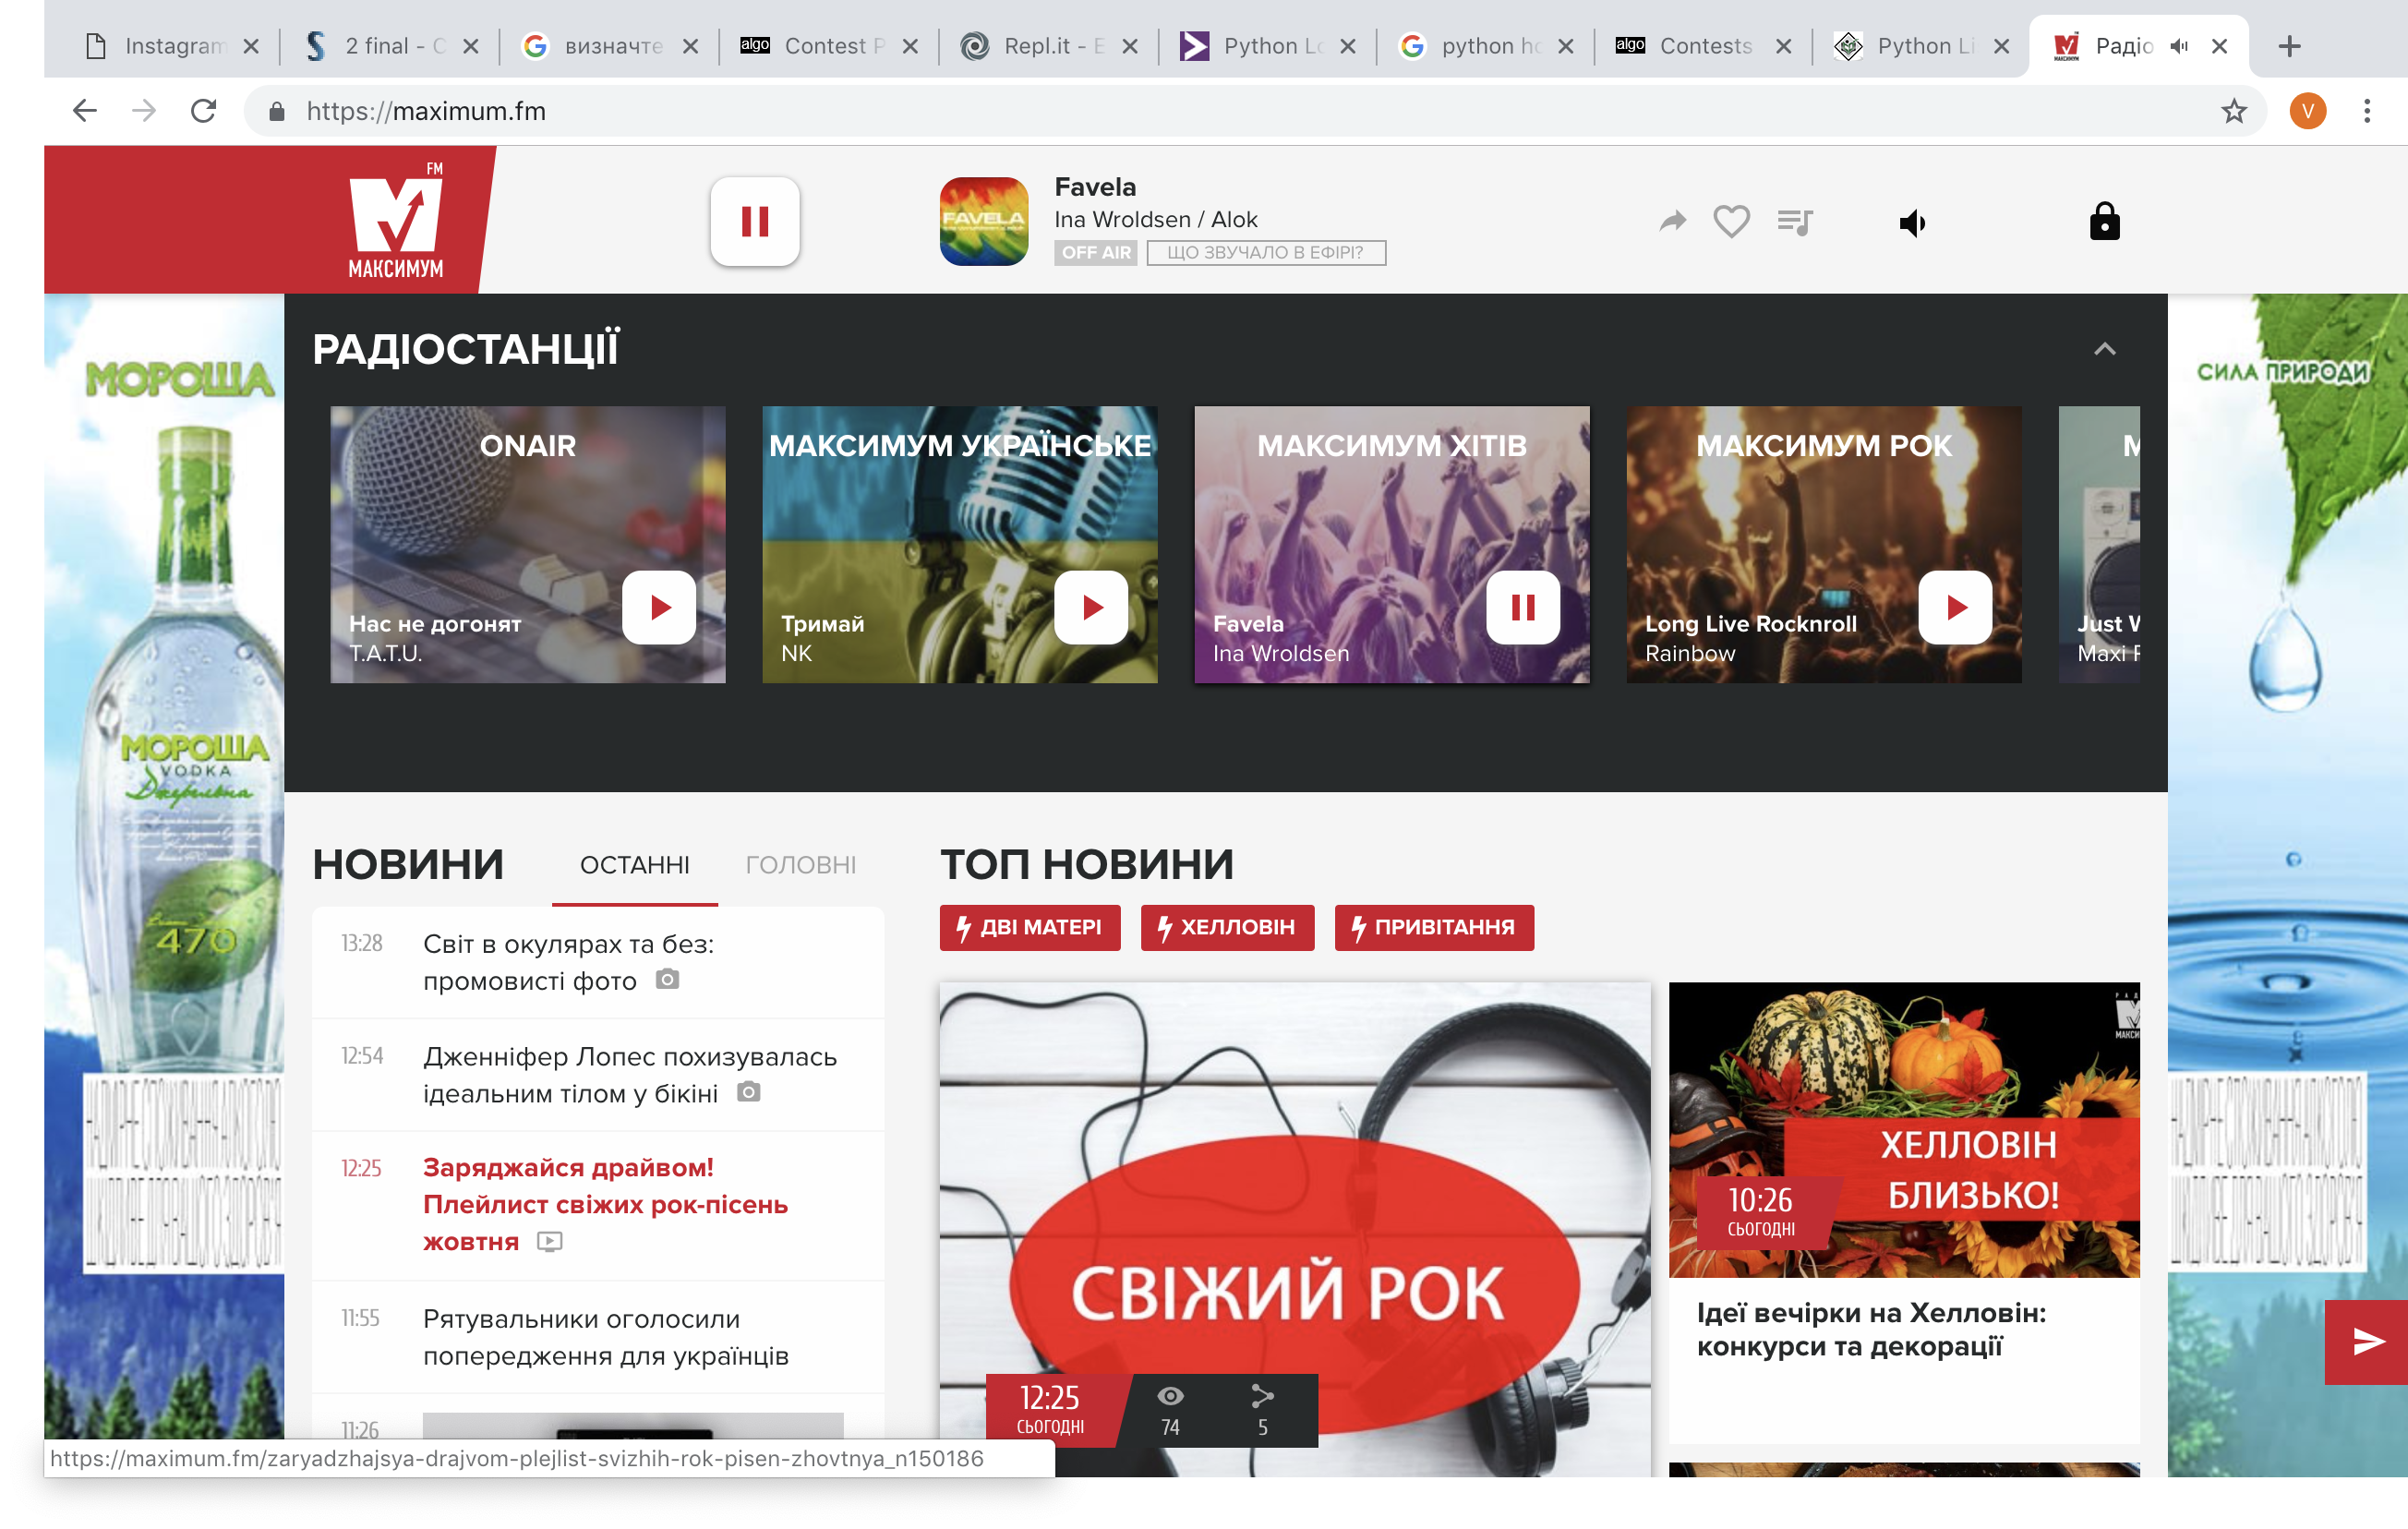 Instagram
2 final - C
визначте
Contest P
Repl.it - E
Python Lo
python ho
Contests
Python Li
Радіо
https://maximum.fm
V
FM
МАКСИМУМ
FAVELA
Favela
Ina Wroldsen / Alok
OFF AIR
ЩО ЗВУЧАЛО В ЕФІРІ?
МОРОША
СИЛА ПРИРОДИ
РАДІОСТАНЦІЇ
ONAIR
Нас не догонят
T.A.T.U.
МАКСИМУМ УКРАЇНСЬКЕ
Тримай
NK
МАКСИМУМ ХІТІВ
Favela
Ina Wroldsen
МАКСИМУМ РОК
Long Live Rocknroll
Rainbow
Just
Maxi
МОРОША
VODKA
Джерельна
470
НОВИНИ
ОСТАННІ
ГОЛОВНІ
13:28
Світ в окулярах та без:
промовисті фото
12:54
Дженніфер Лопес похизувалась
ідеальним тілом у бікіні
12:25
Заряджайся драйвом!
Плейлист свіжих рок-пісень
жовтня
11:55
Рятувальники оголосили
попередження для українців
11:26
ТОП НОВИНИ
ДВІ МАТЕРІ
ХЕЛЛОВІН
ПРИВІТАННЯ
СВІЖИЙ РОК
12:25
СЬОГОДНІ
74
5
ХЕЛЛОВІН
БЛИЗЬКО!
10:26
СЬОГОДНІ
Ідеї вечірки на Хелловін:
конкурси та декорації
https://maximum.fm/zaryadzhajsya-drajvom-plejlist-svizhih-rok-pisen-zhovtnya_n150186